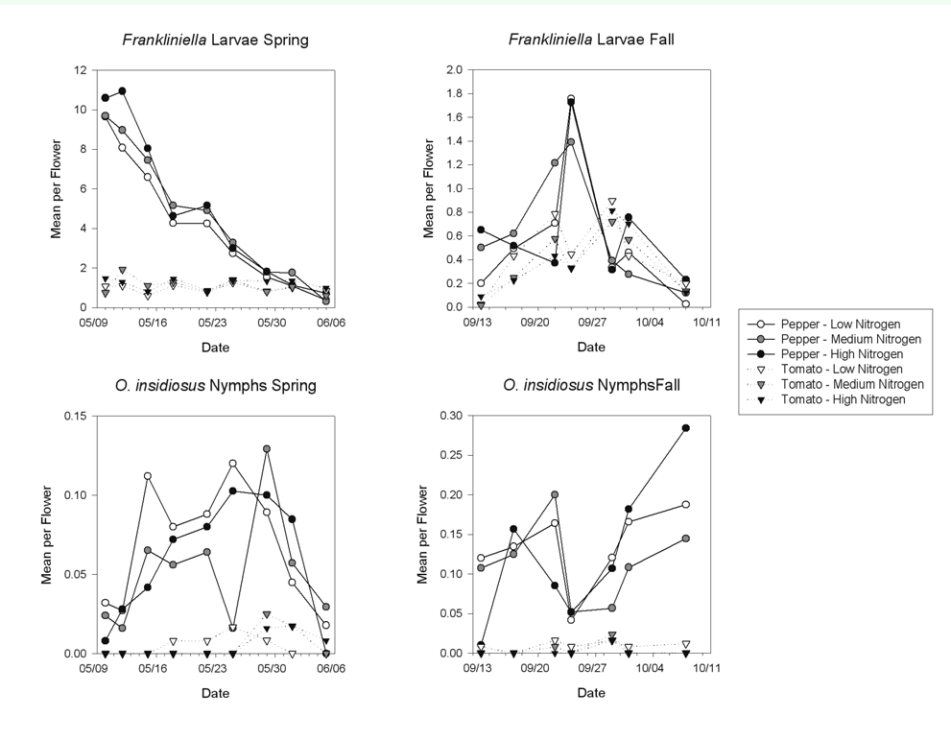 Frankliniella Larvae Spring
Mean per Flower
12
10
8
6
4
2
0
05/09 05/16 05/23 05/30 06/06
Date
Frankliniella Larvae Fall
Mean per Flower
2.0
1.8
1.6
1.4
1.2
1.0
0.8
0.6
0.4
0.2
0.0
09/13 09/20 09/27 10/04 10/11
Date
Pepper - Low Nitrogen
Pepper - Medium Nitrogen
Pepper - High Nitrogen
Tomato - Low Nitrogen
Tomato - Medium Nitrogen
Tomato - High Nitrogen
O. insidiosus Nymphs Spring
Mean per Flower
0.15
0.10
0.05
0.00
05/09 05/16 05/23 05/30 06/06
Date
O. insidiosus NymphsFall
Mean per Flower
0.30
0.25
0.20
0.15
0.10
0.05
0.00
09/13 09/20 09/27 10/04 10/11
Date